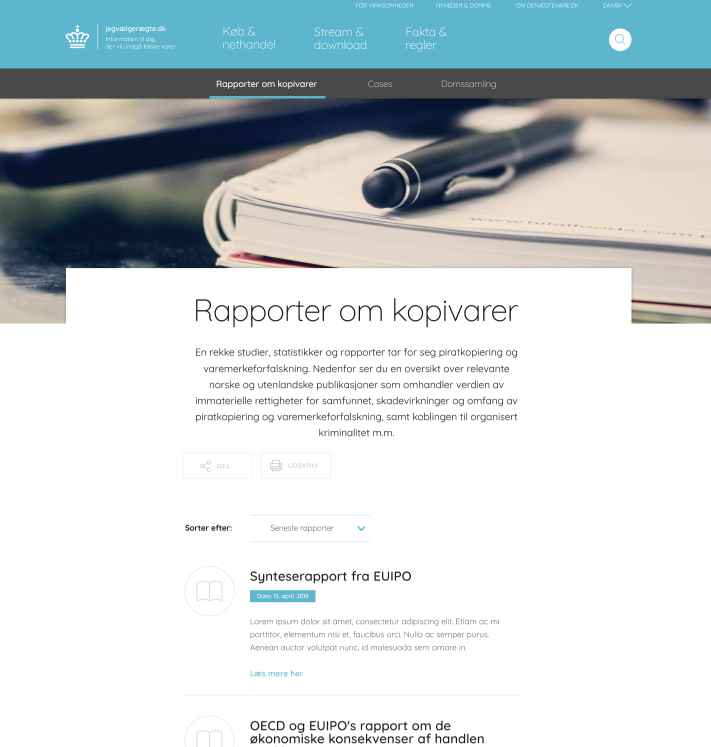 FOR VIRKSOMHEDER NYHEDER & DOMME OM DENÆGTEVARE.DK DANSK
jegvælgerægte.dk
Information til dig,
der vil undgå falske varer
Køb &
nethandel
Stream &
download
Fakta &
regler
Rapporter om kopivarer Cases Domssamling
Rapporter om kopivarer
En rekke studier, statistikker og rapporter tar for seg piratkopiering og
varemerkeforfalskning. Nedenfor ser du en oversikt over relevante
norske og utenlandske publikasjoner som omhandler verdien av
immaterielle rettigheter for samfunnet, skadevirkninger og omfang av
piratkopiering og varemerkeforfalskning, samt koblingen til organisert
kriminalitet m.m.
DEL UDSKRIV
Sorter efter: Seneste rapporter
Synteserapport fra EUIPO
Dato: 15. april. 2018
Lorem ipsum dolor sit amet, consectetur adipiscing elit. Etiam ac mi
porttitor, elementum nisi et, faucibus orci. Nulla ac semper purus.
Aenean auctor volutpat nunc, id malesuada sem ornare in.
Læs mere her
OECD og EUIPO's rapport om de
økonomiske konsekvenser af handlen